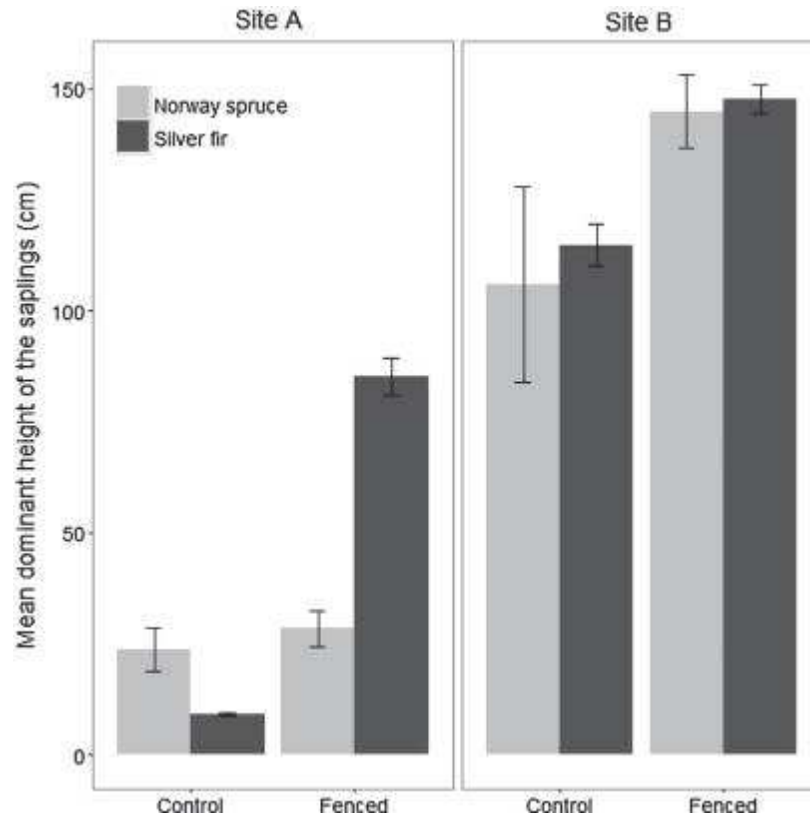 Site A
Site B
Norway spruce
Silver fir
Mean dominant height of the saplings (cm)
150
100
50
0
Control
Fenced
Control
Fenced